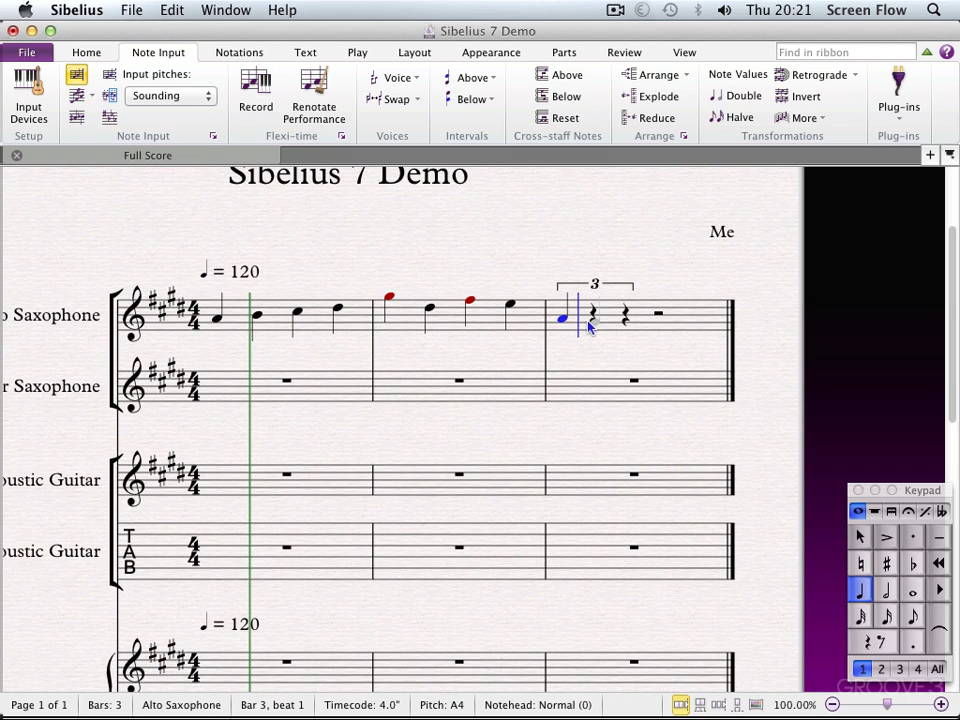 Sibelius File Edit Window Help Thu 20:21 Screen Flow
Sibelius 7 Demo
File Home Note Input Notations Text Play Layout Appearance Parts Review View Find in ribbon ?
Input pitches: Voice Above Above Arrange Note Values Retrograde
Sounding Swap Below Below Explode Double Invert
Input Devices Record Renotate Performance Reset Reduce Halve More Plug-ins
Setup Note Input Flexi-time Voices Intervals Cross-staff Notes Arrange Transformations Plug-ins
Full Score
Sibelius 7 Demo
Me
= 120
3
o Saxophone
r Saxophone
4 4
oustic Guitar
oustic Guitar
T A B
= 120
Keypad
1 2 3 4 All
GROOVE 3
Page 1 of 1 Bars: 3 Alto Saxophone Bar 3, beat 1 Timecode: 4.0" Pitch: A4 Notehead: Normal (0) 100.00%